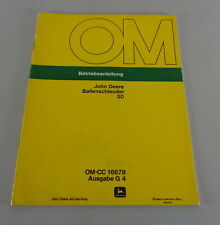 OM
Betriebsanleitung
John Deere
Ballenschleuder
30
OM-CC 16678
Ausgabe G 4